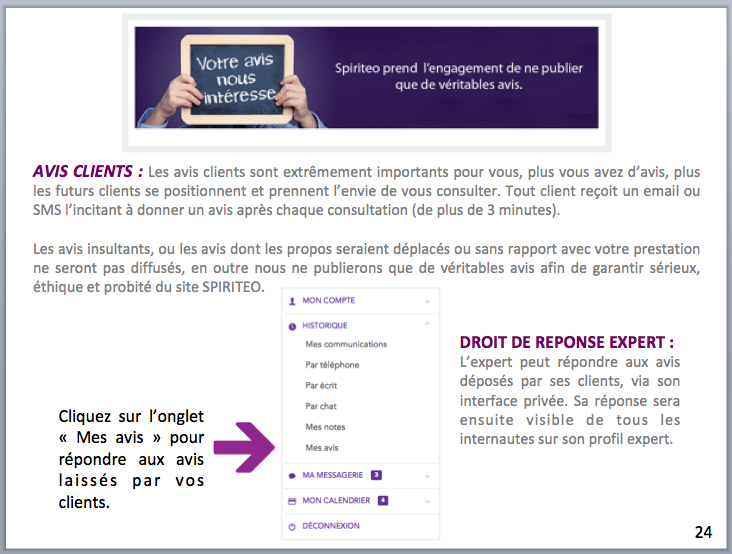 Votre avis
nous
intéresse
Spiriteo prend l'engagement de ne publier
que de véritables avis.
AVIS CLIENTS : Les avis clients sont extrêmement importants pour vous, plus vous avez d'avis, plus
les futurs clients se positionnent et prennent l'envie de vous consulter. Tout client reçoit un email ou
SMS l'incitant à donner un avis après chaque consultation (de plus de 3 minutes).
Les avis insultants, ou les avis dont les propos seraient déplacés ou sans rapport avec votre prestation
ne seront pas diffusés, en outre nous ne publierons que de véritables avis afin de garantir sérieux,
éthique et probité du site SPIRITEO.
MON COMPTE
HISTORIQUE
Mes communications
Par téléphone
Par écrit
Par chat
Mes notes
Mes avis
MA MESSAGERIE 3
MON CALENDRIER 4
DÉCONNEXION
Cliquez sur l'onglet
« Mes avis » pour
répondre aux avis
laissés par vos
clients.
DROIT DE REPONSE EXPERT :
L'expert peut répondre aux avis
déposés par ses clients, via son
interface privée. Sa réponse sera
ensuite visible de tous les
internautes sur son profil expert.
24